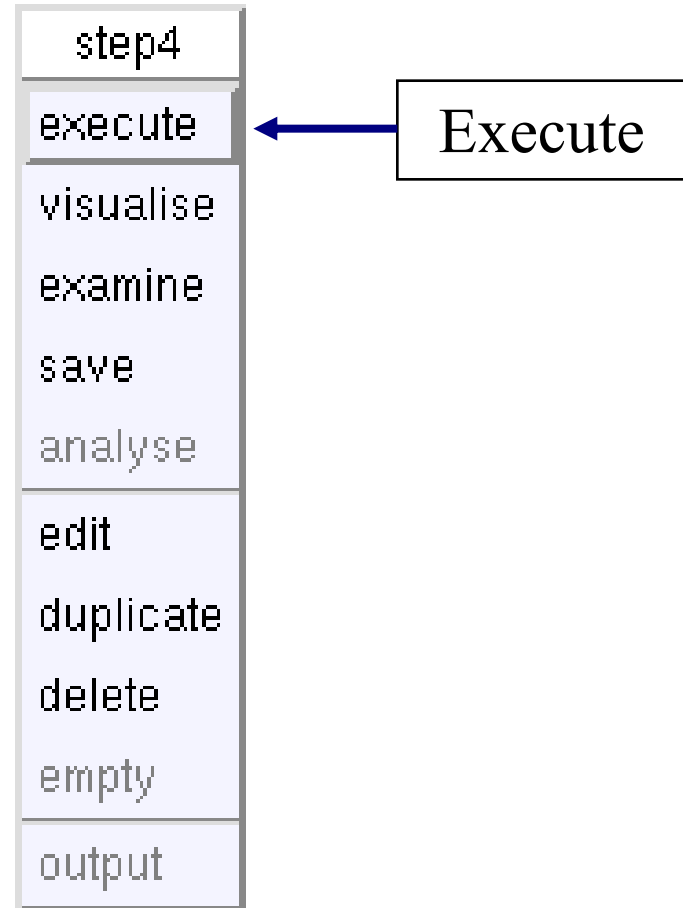 step4
execute
Execute
visualise
examine
save
analyse
edit
duplicate
delete
empty
output